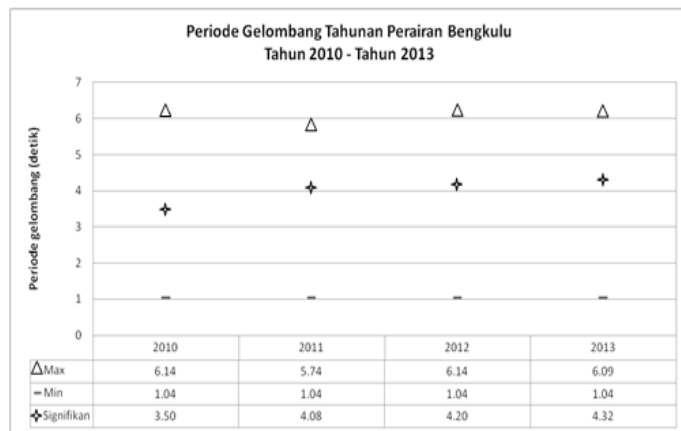 Periode Gelombang Tahunan Perairan Bengkulu
Tahun 2010 - Tahun 2013
Periode gelombang (detik)
7
6
5
4
3
2
1
0
2010 2011 2012 2013
Max 6.14 5.74 6.14 6.09
Min 1.04 1.04 1.04 1.04
Signifikan 3.50 4.08 4.20 4.32